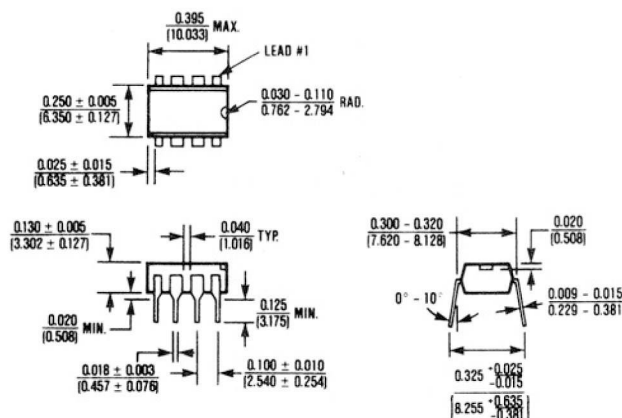 0.395
(10.033)
MAX.
LEAD #1
0.250 ± 0.005
(6.350 ± 0.127)
0.030 – 0.110
0.762 – 2.794
RAD.
0.025 ± 0.015
(0.635 ± 0.381)
0.130 ± 0.005
(3.302 ± 0.127)
0.040
(1.016)
TYP.
0.300 – 0.320
(7.620 – 8.128)
0.020
(0.508)
0.020
(0.508)
MIN.
0.125
(3.175)
MIN.
0° – 10°
0.009 – 0.015
0.229 – 0.381)
0.018 ± 0.003
(0.457 ± 0.076)
0.100 ± 0.010
(2.540 ± 0.254)
0.325 +0.025
-0.015
(8.255 +0.635
-0.381